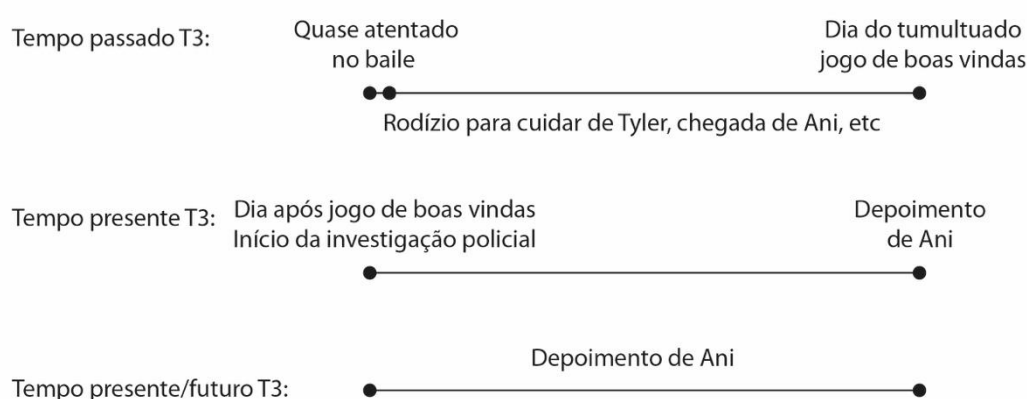 Tempo passado T3:
Quase atentado
no baile
Dia do tumultuado
jogo de boas vindas
Rodízio para cuidar de Tyler, chegada de Ani, etc
Tempo presente T3:
Dia após jogo de boas vindas
Início da investigação policial
Depoimento
de Ani
Depoimento de Ani
Tempo presente/futuro T3: